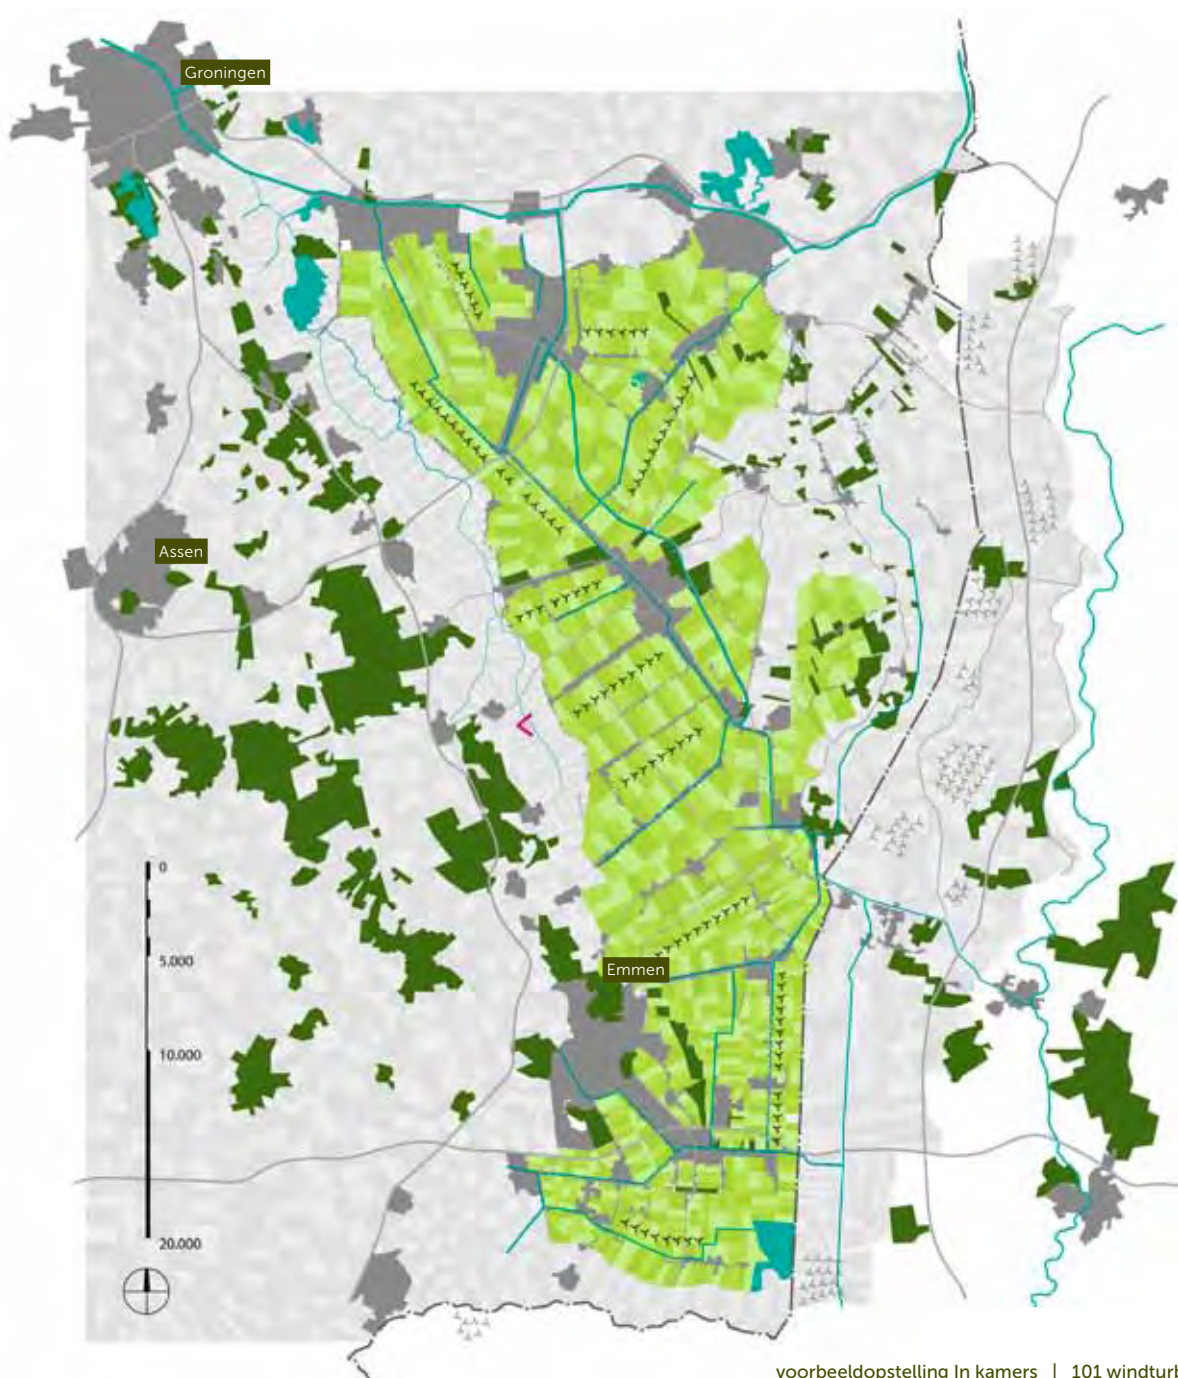 Groningen
Assen
0
5.000
Emmen
10.000
20.000
voorbeeldopstelling In kamers | 101 windturb